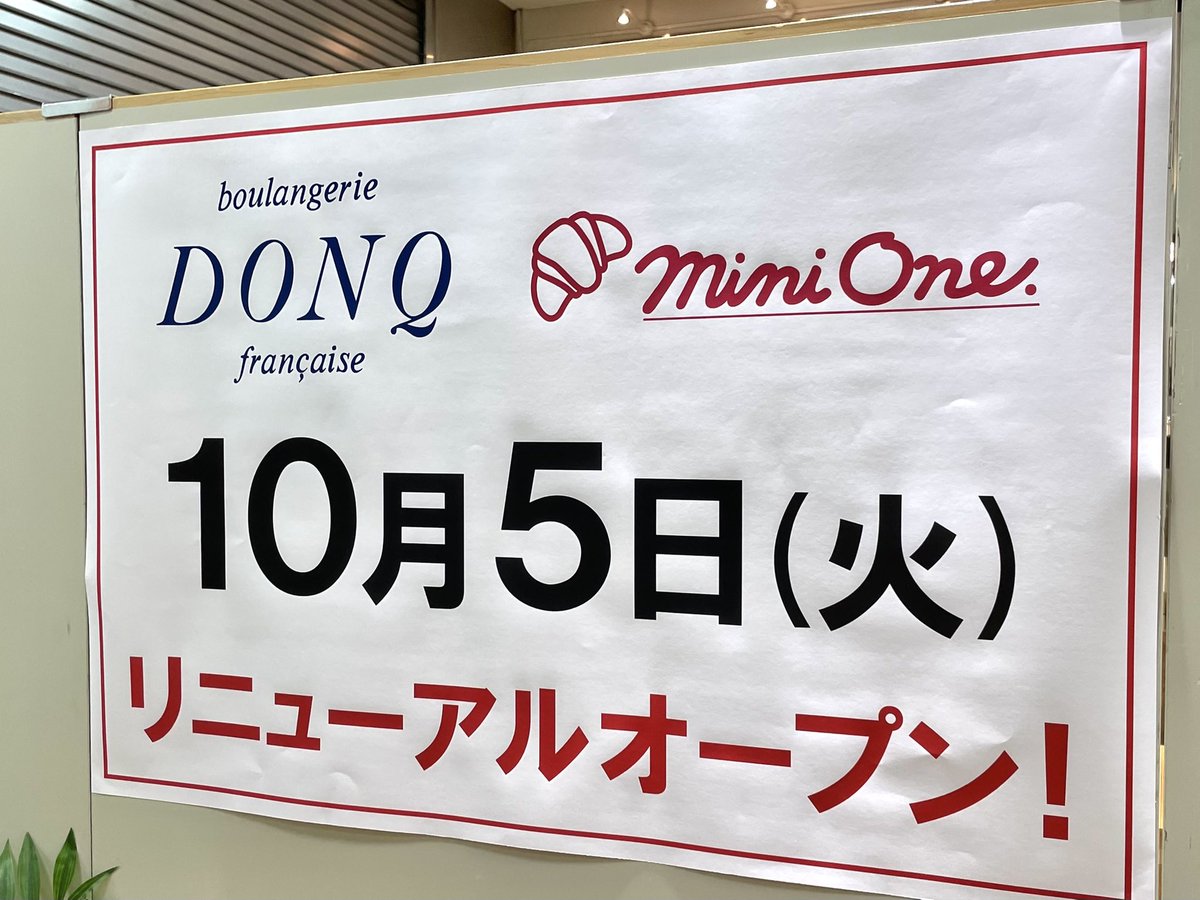 boulangerie
DONQ
française
mini One.
10月5日(火)
リニューアルオープン!